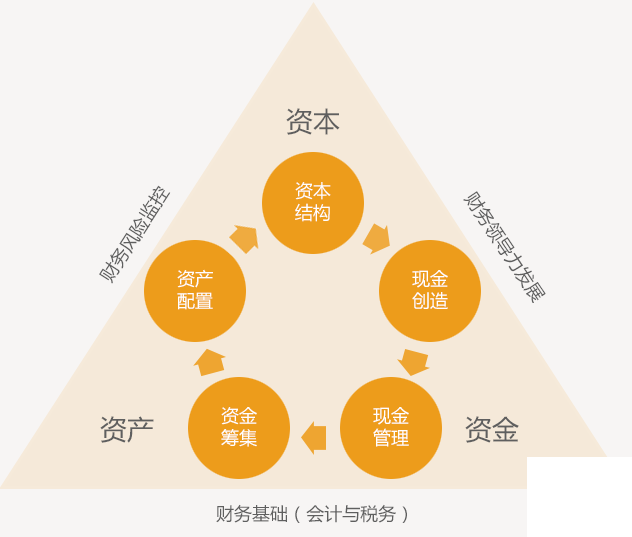 资本
资本
结构
财务风险监控
财务领导力发展
资产
配置
现金
创造
资产
资金
筹集
现金
管理
资金
财务基础（会计与税务）